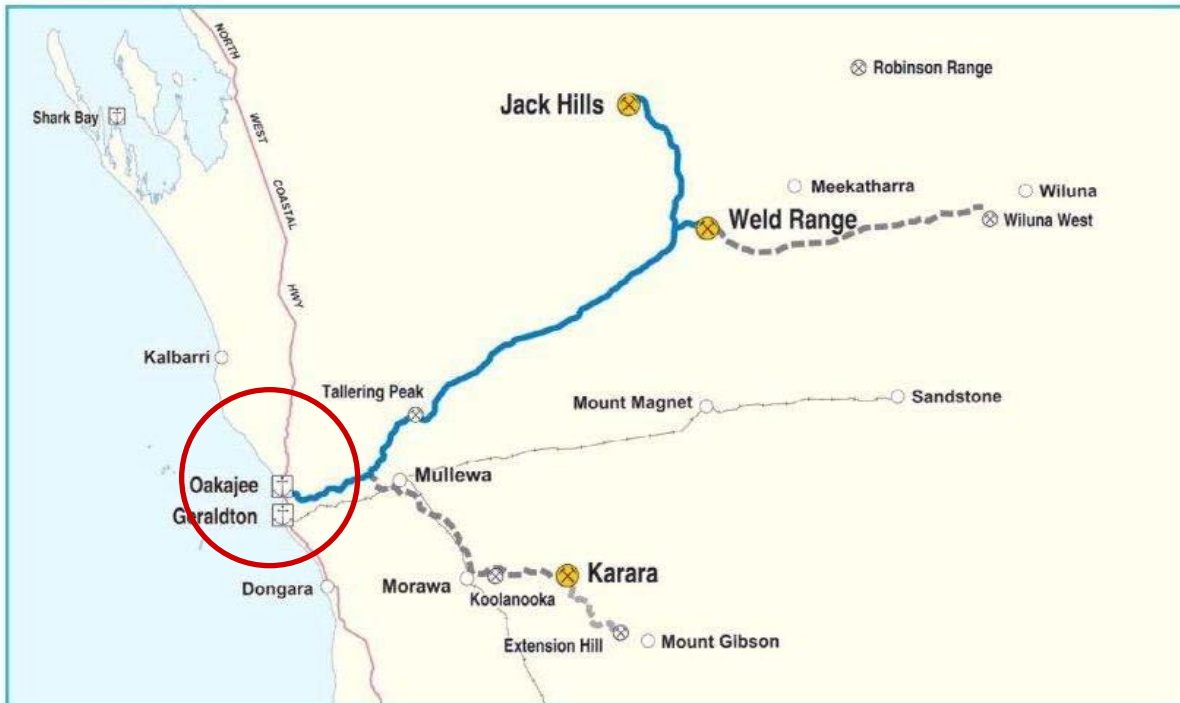 NORTH
WEST
COASTAL
HWY
Robinson Range
Jack Hills
Shark Bay
Meekatharra
Wiluna
Weld Range
Wiluna West
Kalbarri
Tallering Peak
Mount Magnet
Sandstone
Mullewa
Oakajee
Geraldton
Dongara
Morawa
Koolanooka
Karara
Extension Hill
Mount Gibson